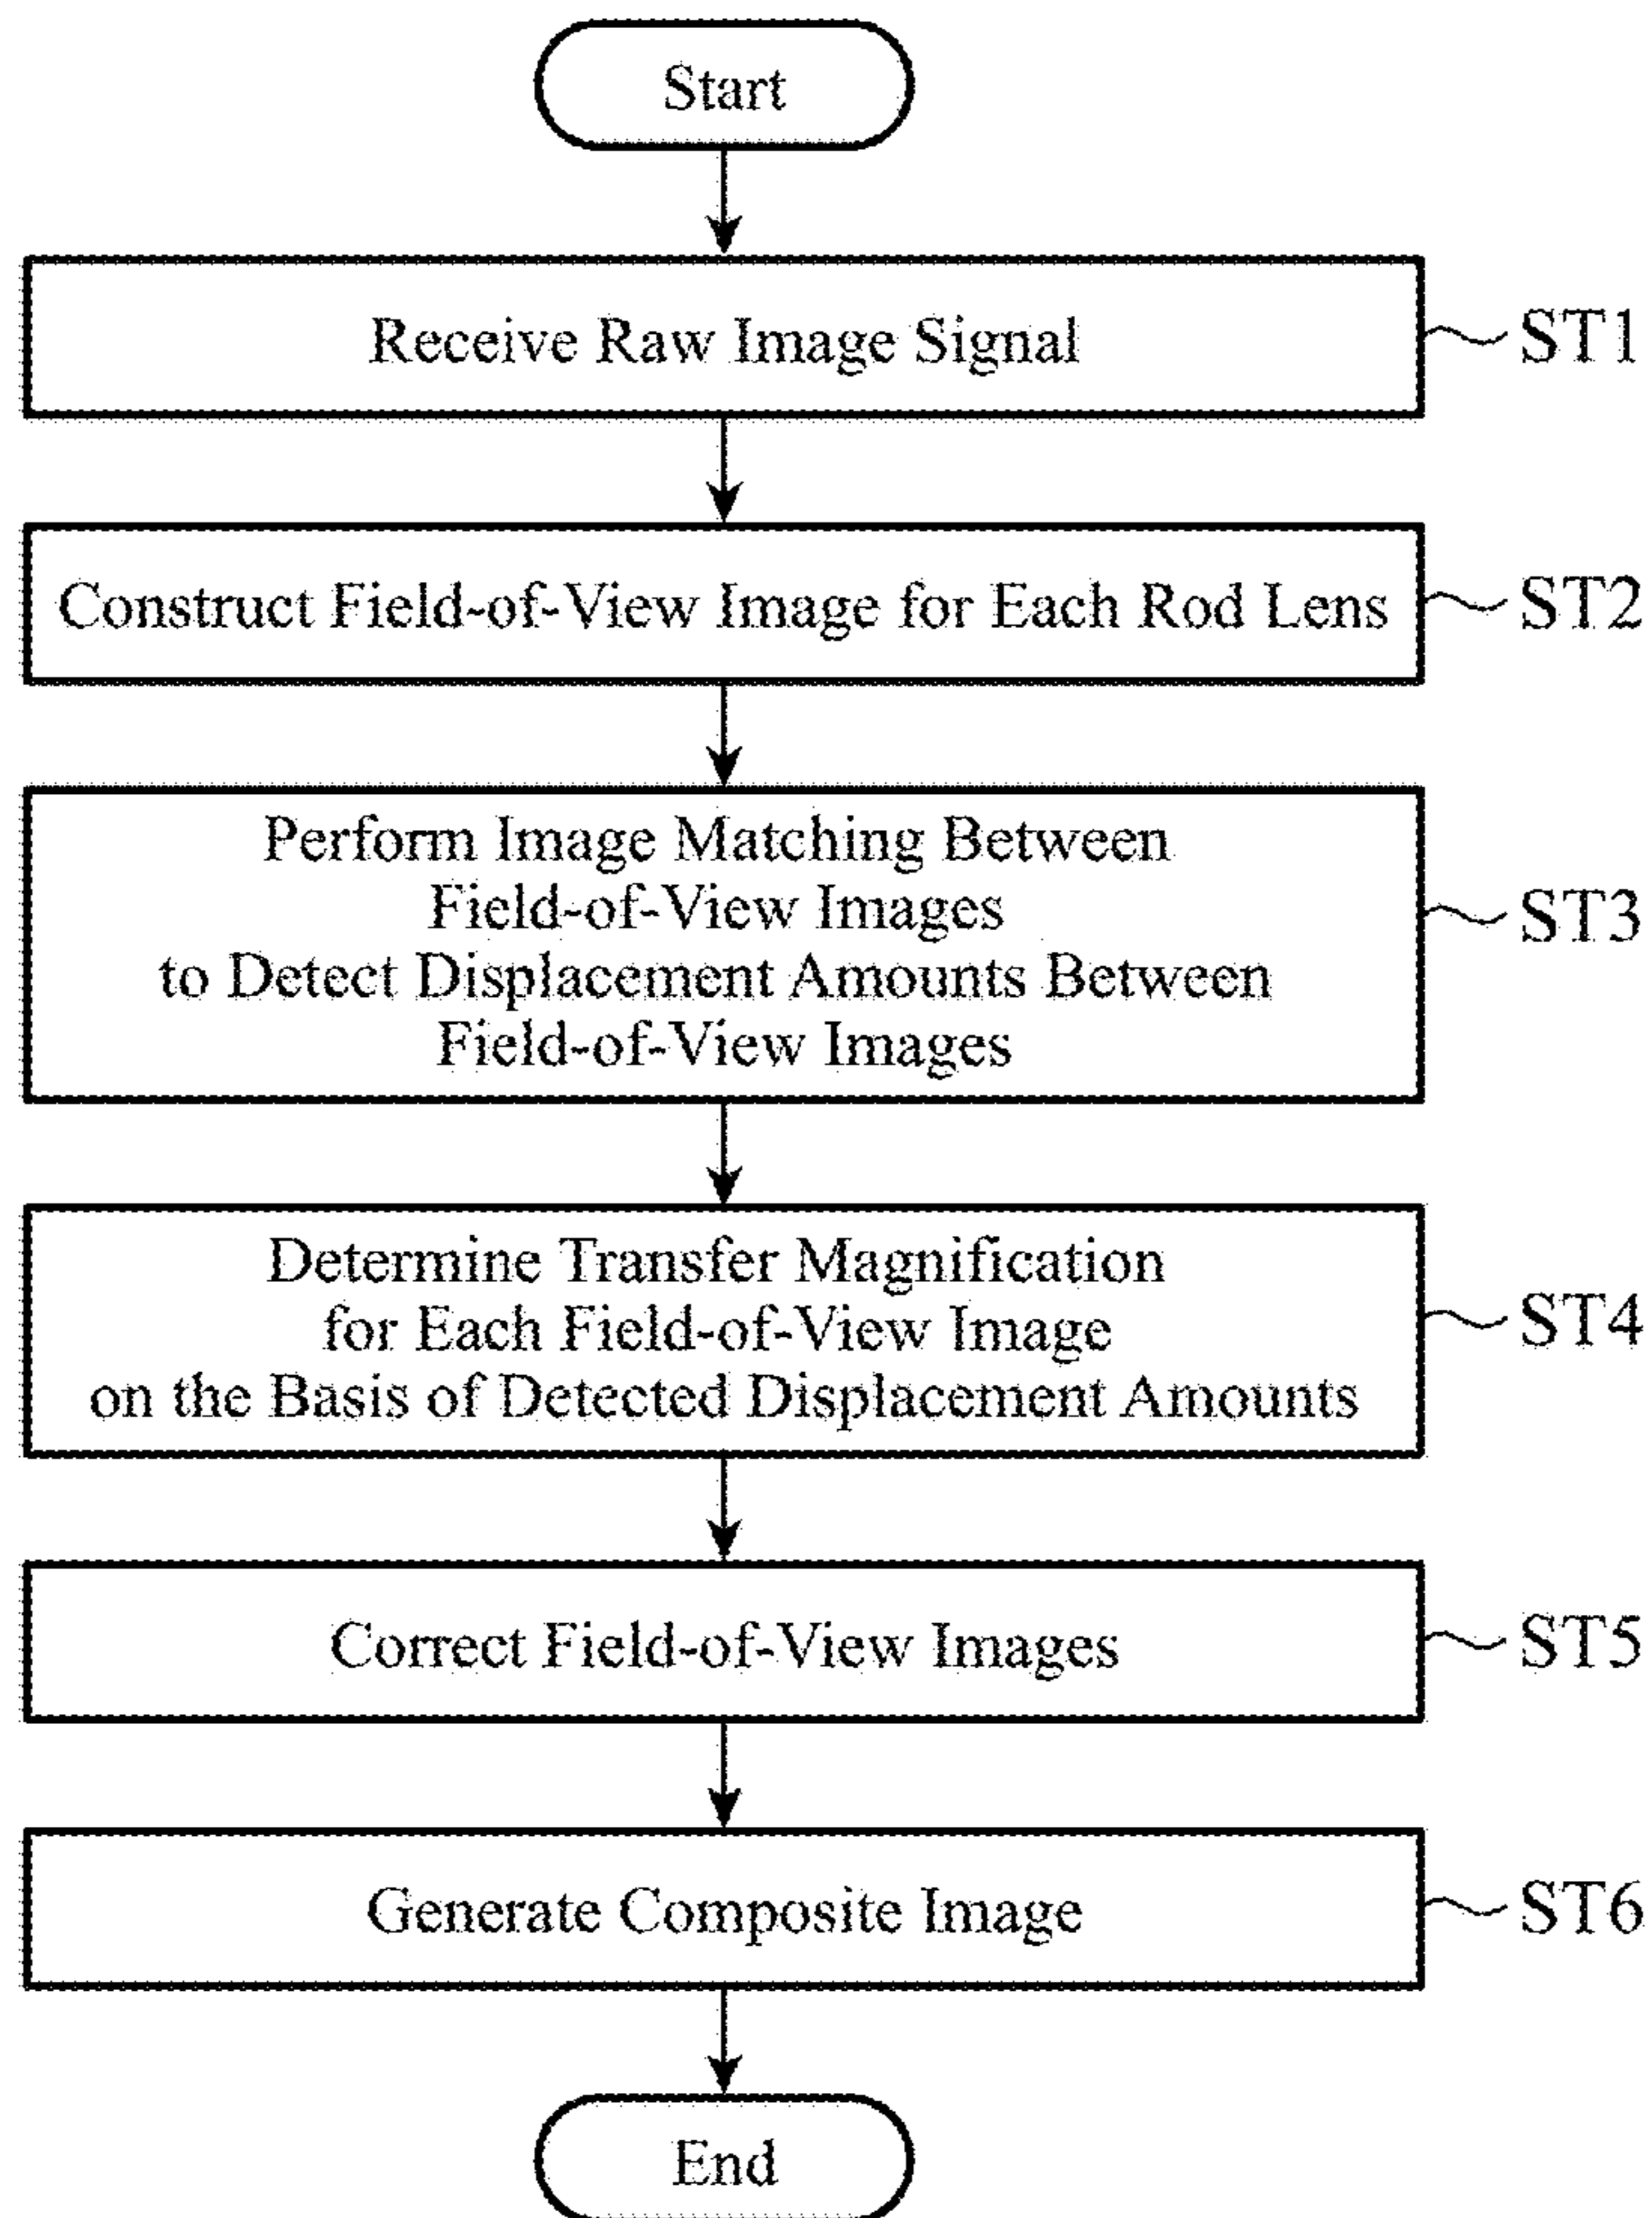 Start
Receive Raw Image Signal
ST1
Construct Field-of-View Image for Each Rod Lens
ST2
Perform Image Matching Between
Field-of-View Images
to Detect Displacement Amounts Between
Field-of-View Images
ST3
Determine Transfer Magnification
for Each Field-of-View Image
on the Basis of Detected Displacement Amounts
ST4
Correct Field-of-View Images
ST5
Generate Composite Image
ST6
End